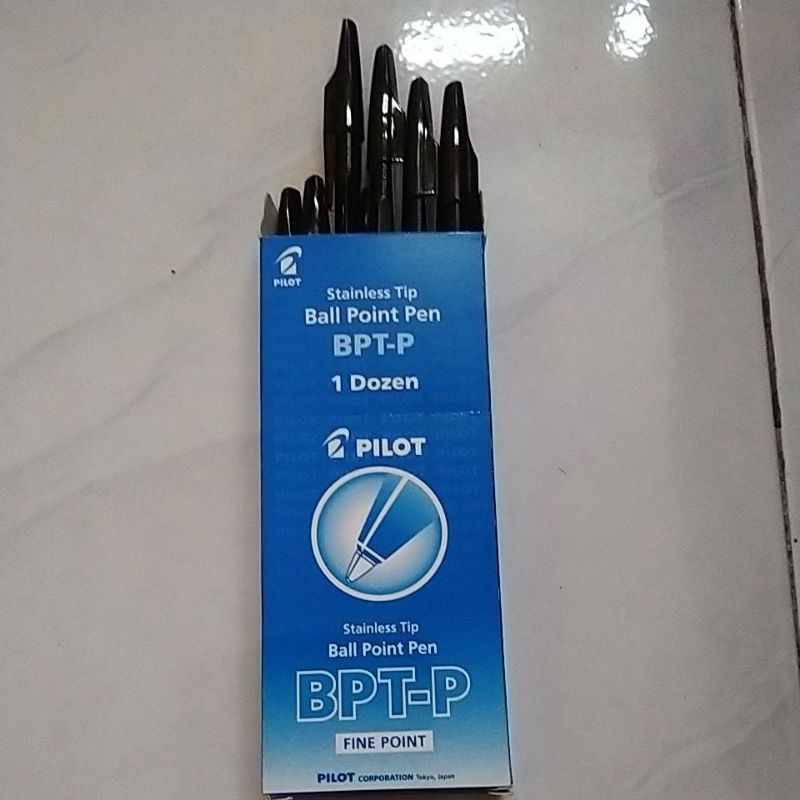 PILOT
Stainless Tip
Ball Point Pen
BPT-P
1 Dozen
PILOT
Stainless Tip
Ball Point Pen
BPT-P
FINE POINT
PILOT CORPORATION Tokyo, Japan